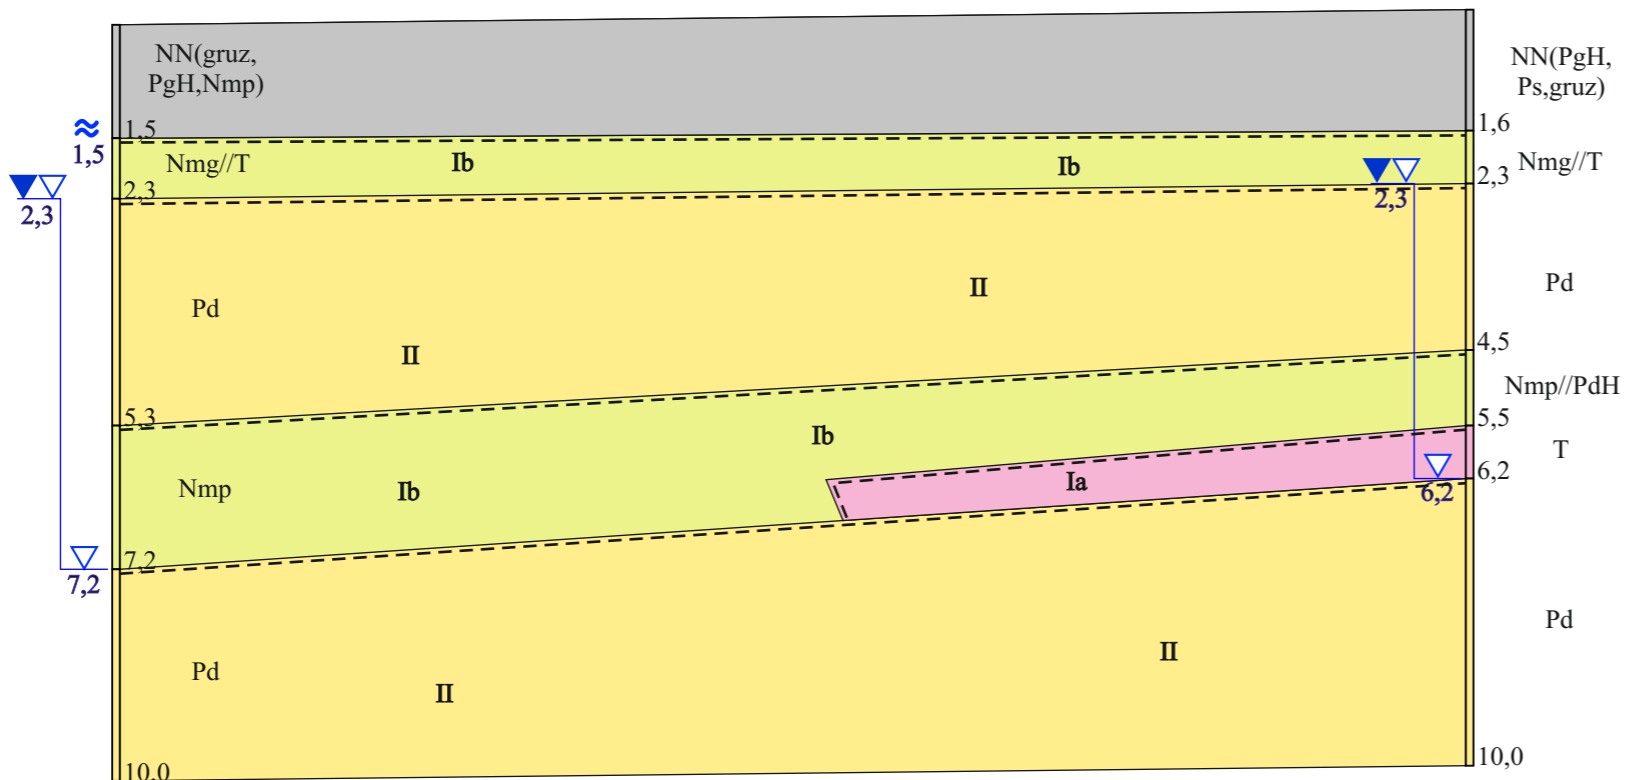 NN(gruz,
PgH,Nmp)
NN(PgH,
Ps,gruz)
≈
1,5
1,5
1,6
Nmg//T
Ib
Ib
Nmg//T
2,3
2,3
2,3
2,3
Pd
II
II
Pd
4,5
5,3
Nmp//PdH
5,5
Ib
T
Nmp
Ib
Ia
6,2
6,2
7,2
7,2
Pd
II
II
Pd
10,0
10,0